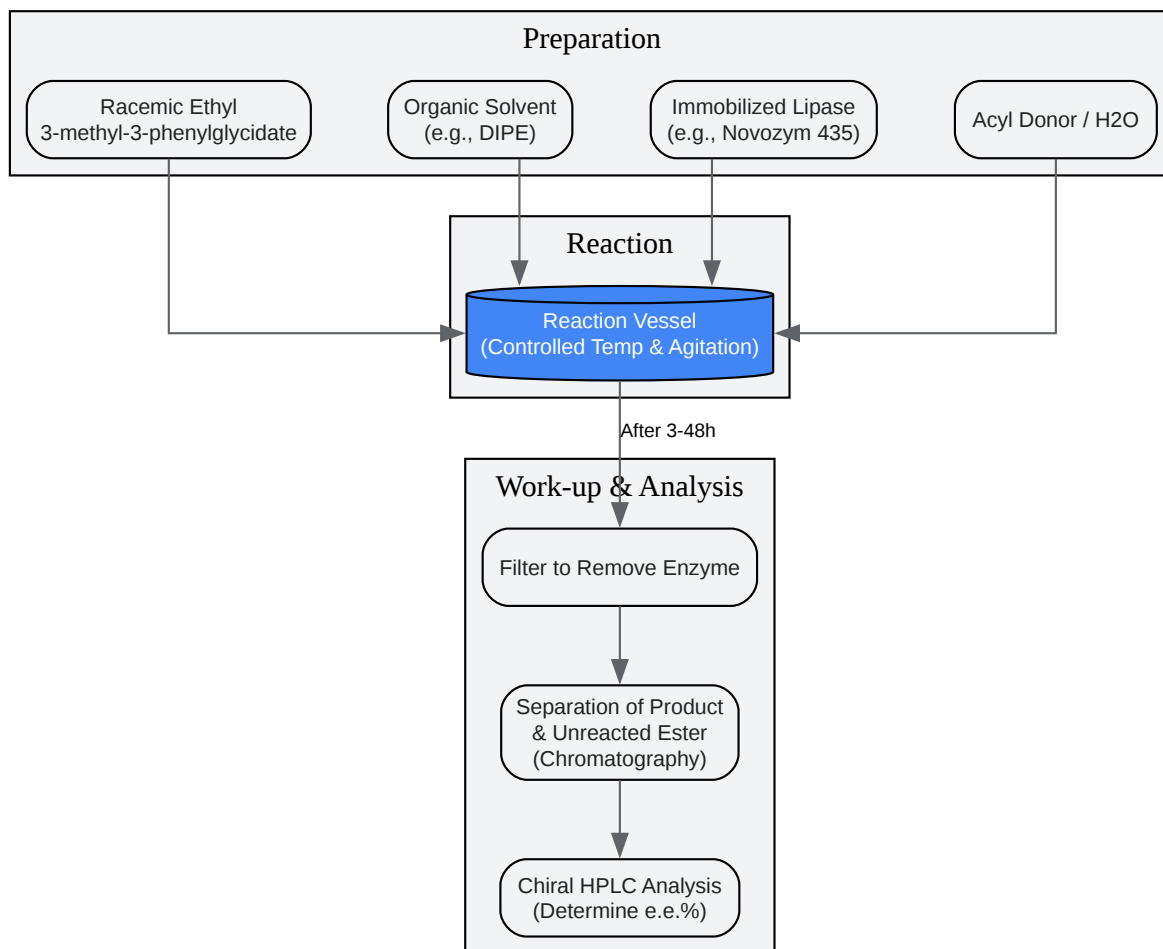 Preparation
Racemic Ethyl
3-methyl-3-phenylglycidate
Organic Solvent
(e.g., DIPE)
Immobilized Lipase
(e.g., Novozym 435)
Acyl Donor / H2O
Reaction
Reaction Vessel
(Controlled Temp & Agitation)
After 3-48h
Work-up & Analysis
Filter to Remove Enzyme
Separation of Product
& Unreacted Ester
(Chromatography)
Chiral HPLC Analysis
(Determine e.e.%)